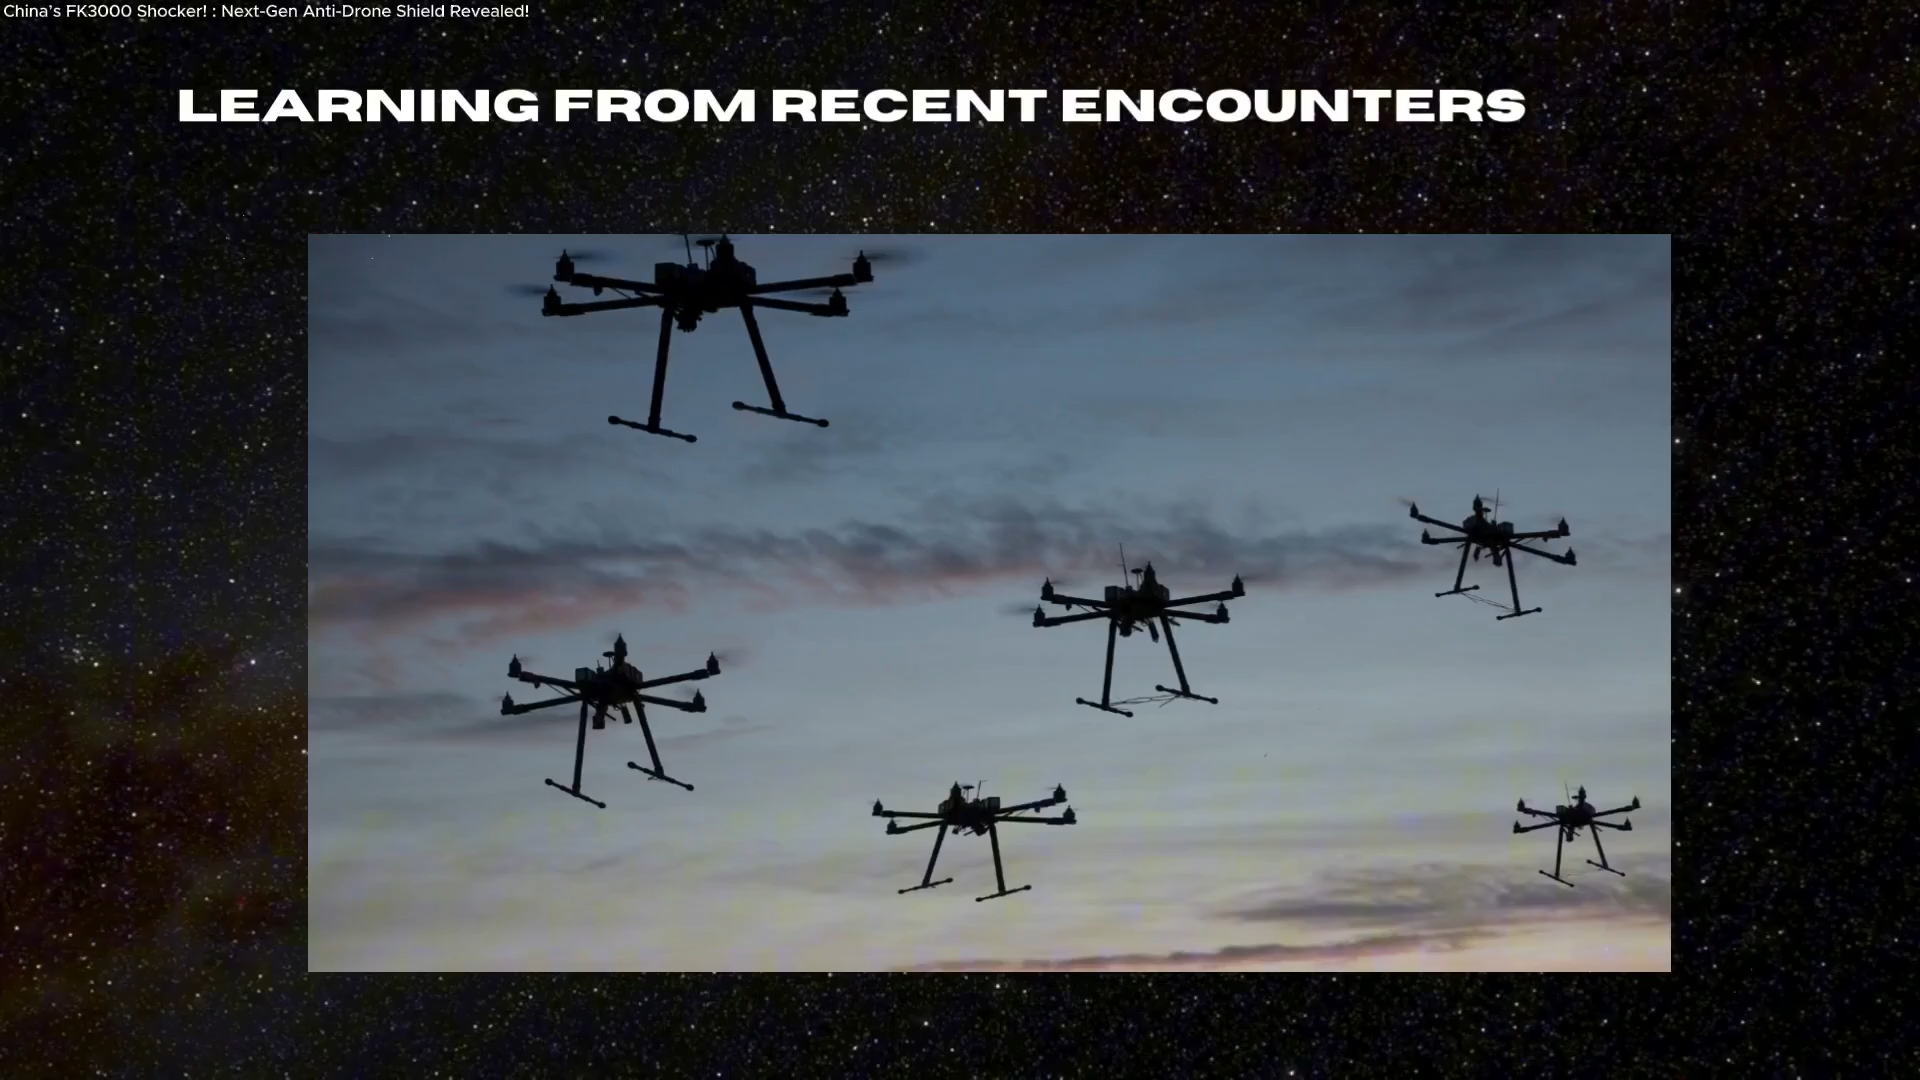 China's FK3000 Shocker! : Next-Gen Anti-Drone Shield Revealed!
LEARNING FROM RECENT ENCOUNTERS